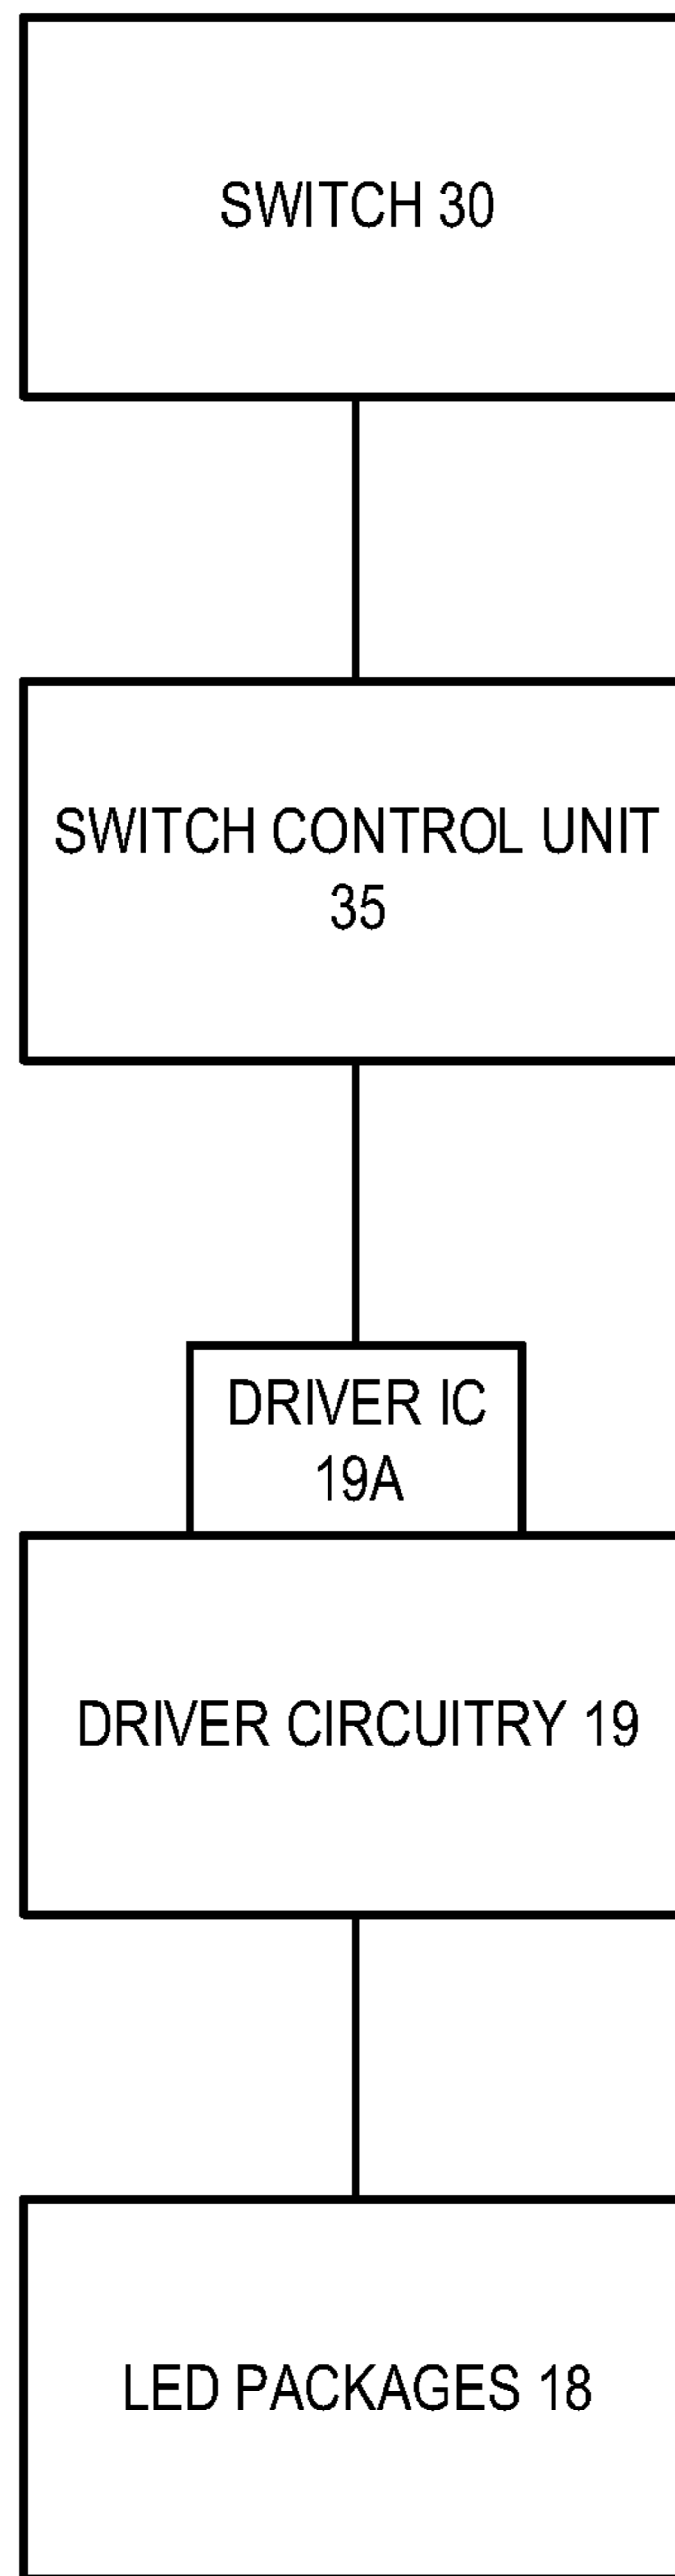 SWITCH 30
SWITCH CONTROL UNIT
35
DRIVER IC
19A
DRIVER CIRCUITRY 19
LED PACKAGES 18